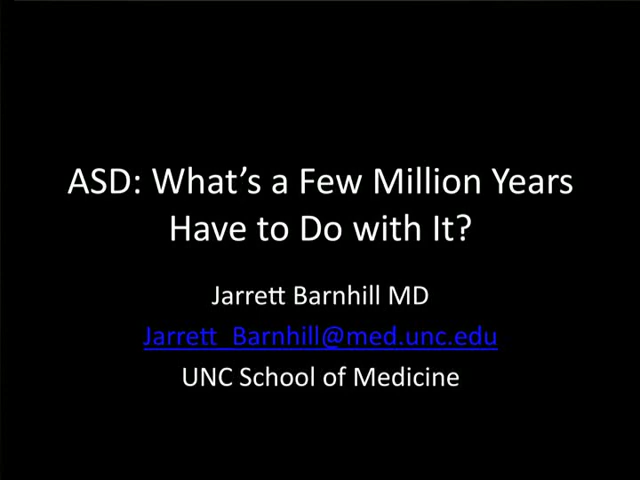 ASD: What's a Few Million Years
Have to Do with It?
Jarrett Barnhill MD
Jarrett_Barnhill@med.unc.edu
UNC School of Medicine